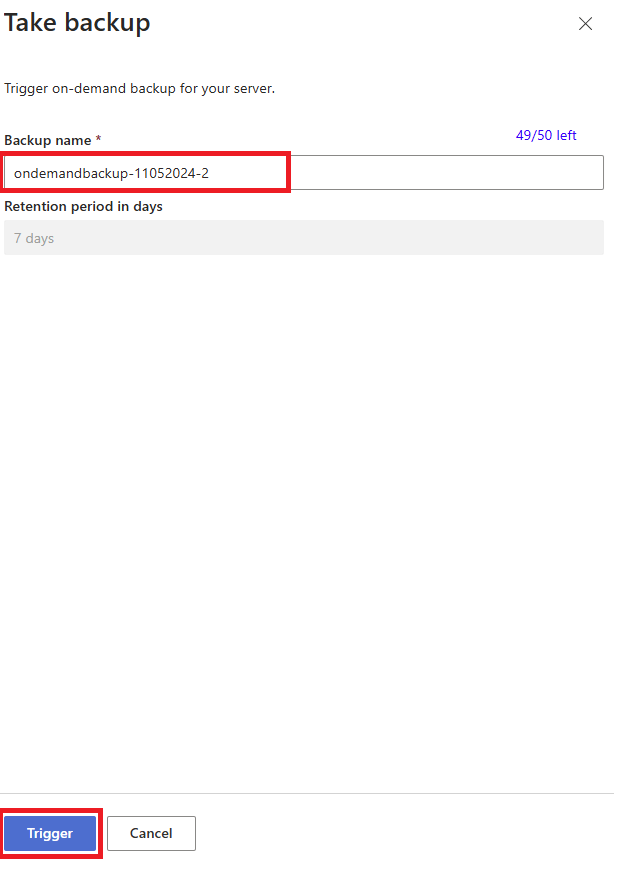 Take backup
Trigger on-demand backup for your server.
49/50 left
Backup name *
ondemandbackup-11052024-2
Retention period in days
7 days
Trigger
Cancel